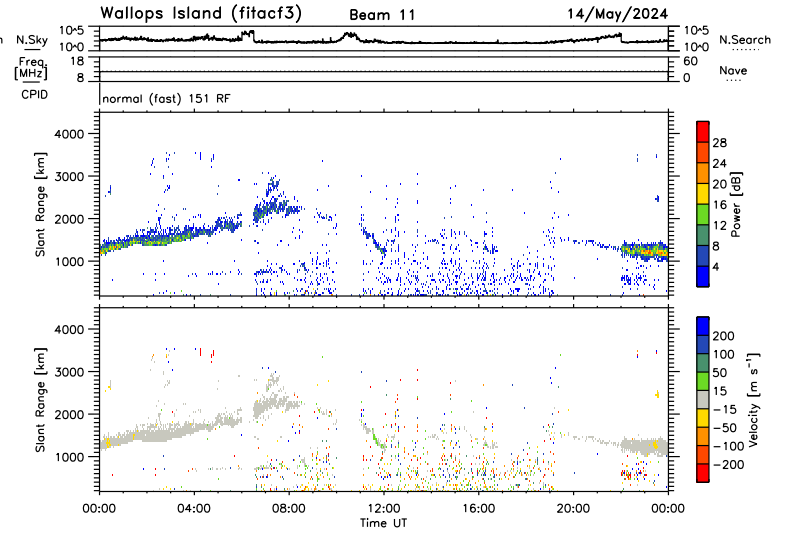 Wallops Island (fitacf3) Beam 11 14/May/2024
N.Sky 10^5 10^0 10^5 10^0 N.Search
Freq. [MHz] 18 8 60 0 Nave
CPID normal (fast) 151 RF
Slant Range [km]
4000
3000
2000
1000
28
24
20
16
12
8
4
Power [dB]
Slant Range [km]
4000
3000
2000
1000
200
100
50
15
-15
-50
-100
-200
Velocity [m s⁻¹]
00:00 04:00 08:00 12:00 16:00 20:00 00:00
Time UT